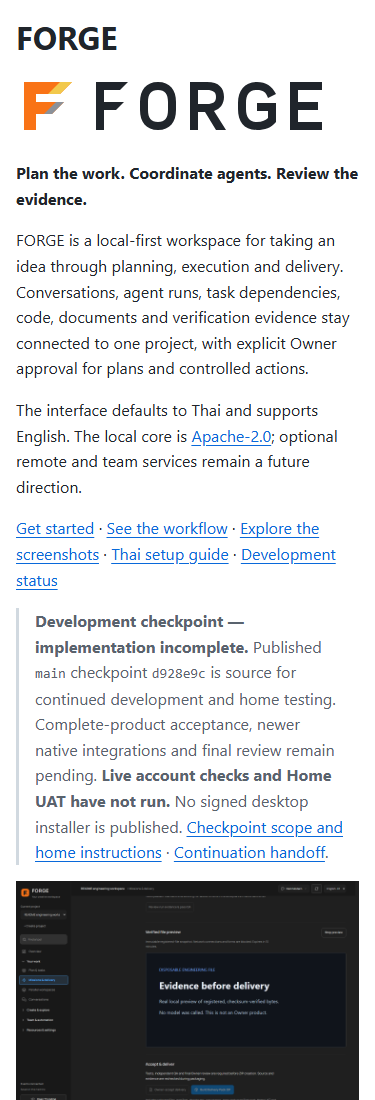 FORGE
FORGE
Plan the work. Coordinate agents. Review the
evidence.
FORGE is a local-first workspace for taking an
idea through planning, execution and delivery.
Conversations, agent runs, task dependencies,
code, documents and verification evidence stay
connected to one project, with explicit Owner
approval for plans and controlled actions.
The interface defaults to Thai and supports
English. The local core is Apache-2.0; optional
remote and team services remain a future
direction.
Get started · See the workflow · Explore the
screenshots · Thai setup guide · Development
status
Development checkpoint —
implementation incomplete. Published
main checkpoint d928e9c is source for
continued development and home testing.
Complete-product acceptance, newer
native integrations and final review remain
pending. Live account checks and Home
UAT have not run. No signed desktop
installer is published. Checkpoint scope and
home instructions · Continuation handoff.
FORGE
Verified file preview
Evidence before delivery
Real local preview of registered, checksum-verified bytes.
No model was called. This is not an Owner product.
Accept & deliver